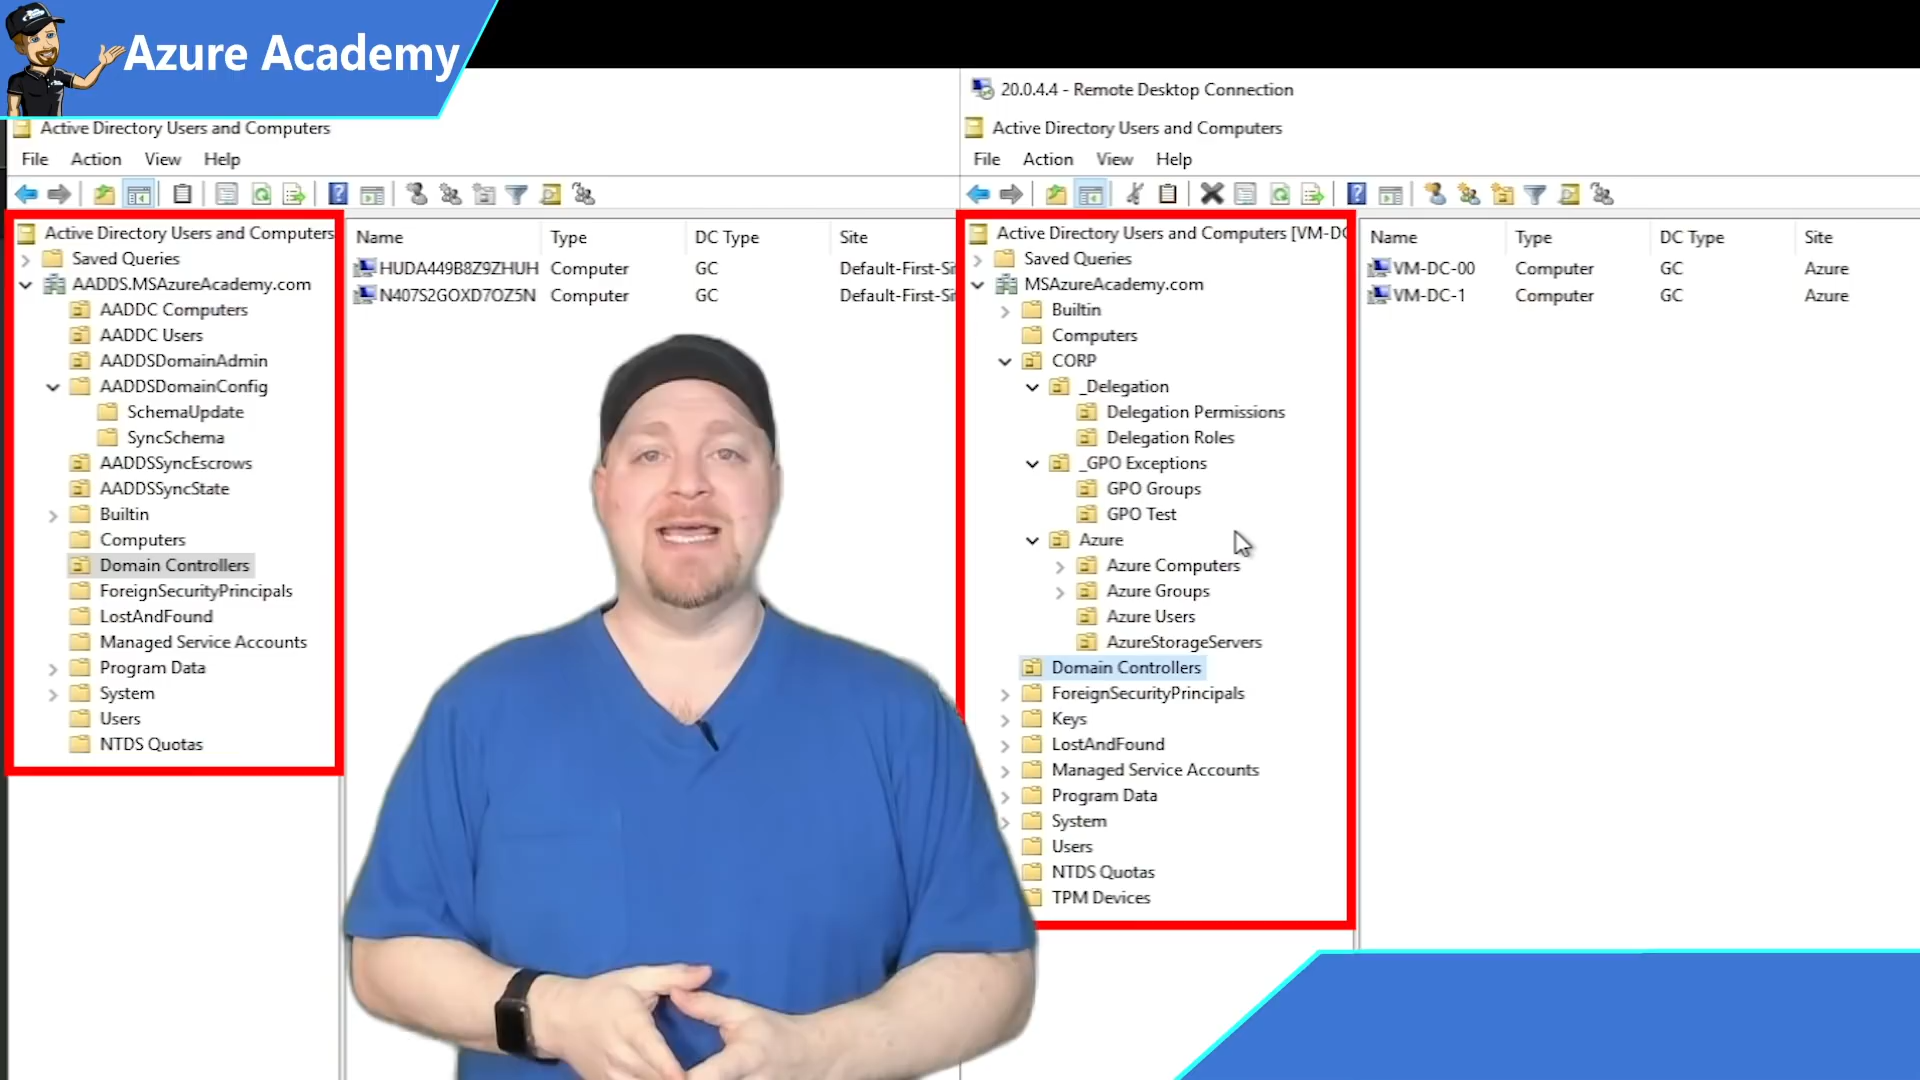 Azure Academy
Active Directory Users and Computers
File Action View Help
Active Directory Users and Computers
Saved Queries
AADDS.MSAzureAcademy.com
AADDC Computers
AADDC Users
AADDSDomainAdmin
AADDSDomainConfig
SchemaUpdate
SyncSchema
AADDSSyncEscrows
AADDSSyncState
Builtin
Computers
Domain Controllers
ForeignSecurityPrincipals
LostAndFound
Managed Service Accounts
Program Data
System
Users
NTDS Quotas
Name Type DC Type Site
HUDA449B8Z9ZHUH Computer GC Default-First-Si
N407S2GOXD7OZ5N Computer GC Default-First-Si
20.0.4.4 - Remote Desktop Connection
Active Directory Users and Computers
File Action View Help
Active Directory Users and Computers [VM-DC
Saved Queries
MSAzureAcademy.com
Builtin
Computers
CORP
_Delegation
Delegation Permissions
Delegation Roles
_GPO Exceptions
GPO Groups
GPO Test
Azure
Azure Computers
Azure Groups
Azure Users
AzureStorageServers
Domain Controllers
ForeignSecurityPrincipals
Keys
LostAndFound
Managed Service Accounts
Program Data
System
Users
NTDS Quotas
TPM Devices
Name Type DC Type Site
VM-DC-00 Computer GC Azure
VM-DC-1 Computer GC Azure